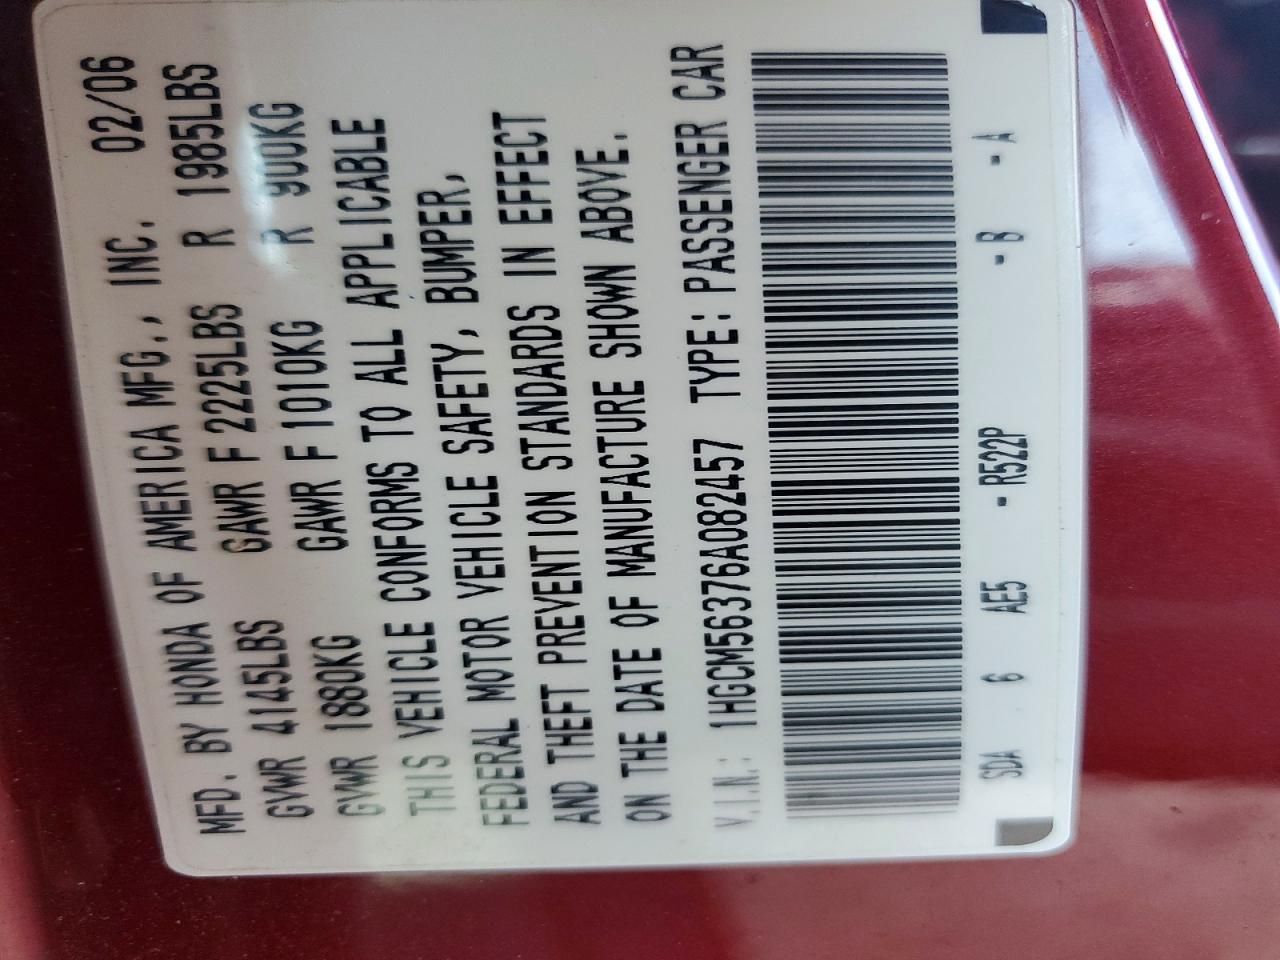 MFD. BY HONDA OF AMERICA MFG., INC. 02/06
GVWR 4145LBS GAWR F 2225LBS R 1985LBS
GVWR 1880KG GAWR F 1010KG R 900KG
THIS VEHICLE CONFORMS TO ALL APPLICABLE
FEDERAL MOTOR VEHICLE SAFETY, BUMPER,
AND THEFT PREVENTION STANDARDS IN EFFECT
ON THE DATE OF MANUFACTURE SHOWN ABOVE.
V.I.N.: 1HGCM56376A082457 TYPE: PASSENGER CAR
SDA 6 AE5 - R522P - B - A